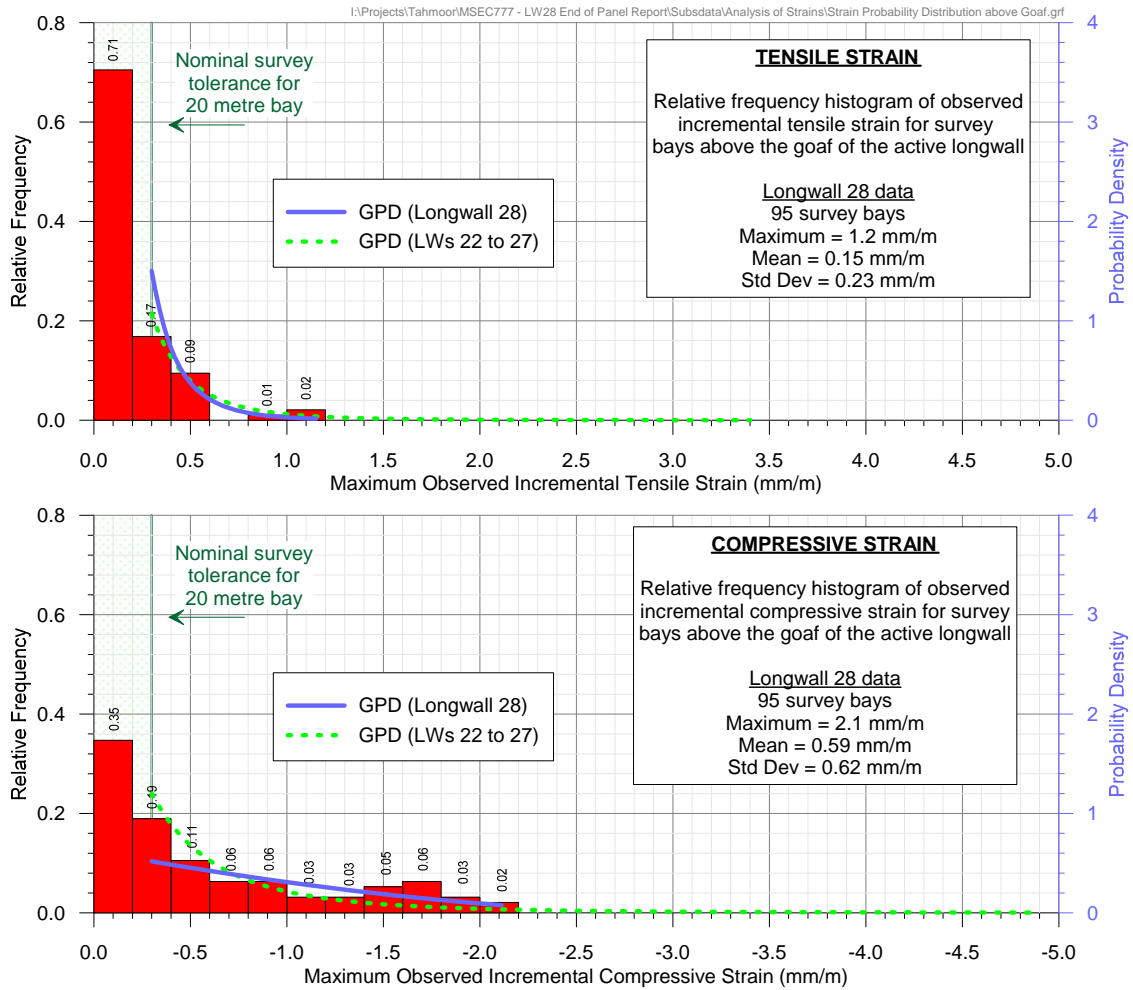 I:\Projects\Tahmoor\MSEC777 - LW28 End of Panel Report\Subsdata\Analysis of Strains\Strain Probability Distribution above Goaf.grf
TENSILE STRAIN
Relative frequency histogram of observed
incremental tensile strain for survey
bays above the goaf of the active longwall
Longwall 28 data
95 survey bays
Maximum = 1.2 mm/m
Mean = 0.15 mm/m
Std Dev = 0.23 mm/m
Nominal survey
tolerance for
20 metre bay
GPD (Longwall 28)
GPD (LWs 22 to 27)
0.71
0.17
0.09
0.01
0.02
Relative Frequency
0.8
0.6
0.4
0.2
0.0
Probability Density
4
3
2
1
0
0.0 0.5 1.0 1.5 2.0 2.5 3.0 3.5 4.0 4.5 5.0
Maximum Observed Incremental Tensile Strain (mm/m)
COMPRESSIVE STRAIN
Relative frequency histogram of observed
incremental compressive strain for survey
bays above the goaf of the active longwall
Longwall 28 data
95 survey bays
Maximum = 2.1 mm/m
Mean = 0.59 mm/m
Std Dev = 0.62 mm/m
Nominal survey
tolerance for
20 metre bay
GPD (Longwall 28)
GPD (LWs 22 to 27)
0.35
0.19
0.11
0.06
0.06
0.03
0.03
0.05
0.06
0.03
0.02
Relative Frequency
0.8
0.6
0.4
0.2
0.0
Probability Density
4
3
2
1
0
0.0 -0.5 -1.0 -1.5 -2.0 -2.5 -3.0 -3.5 -4.0 -4.5 -5.0
Maximum Observed Incremental Compressive Strain (mm/m)